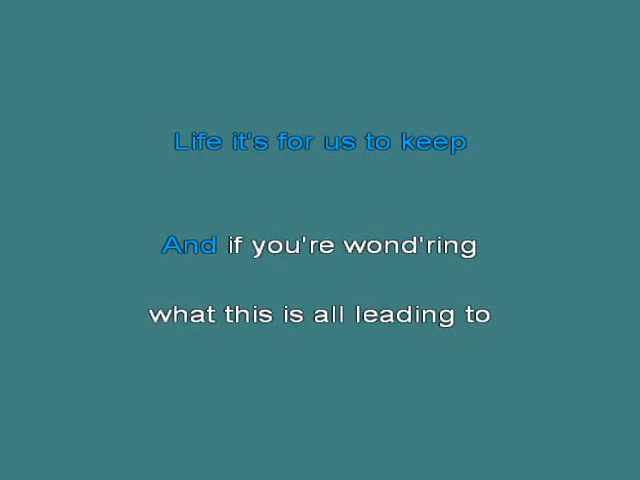 Life it's for us to keep
And if you're wond'ring
what this is all leading to